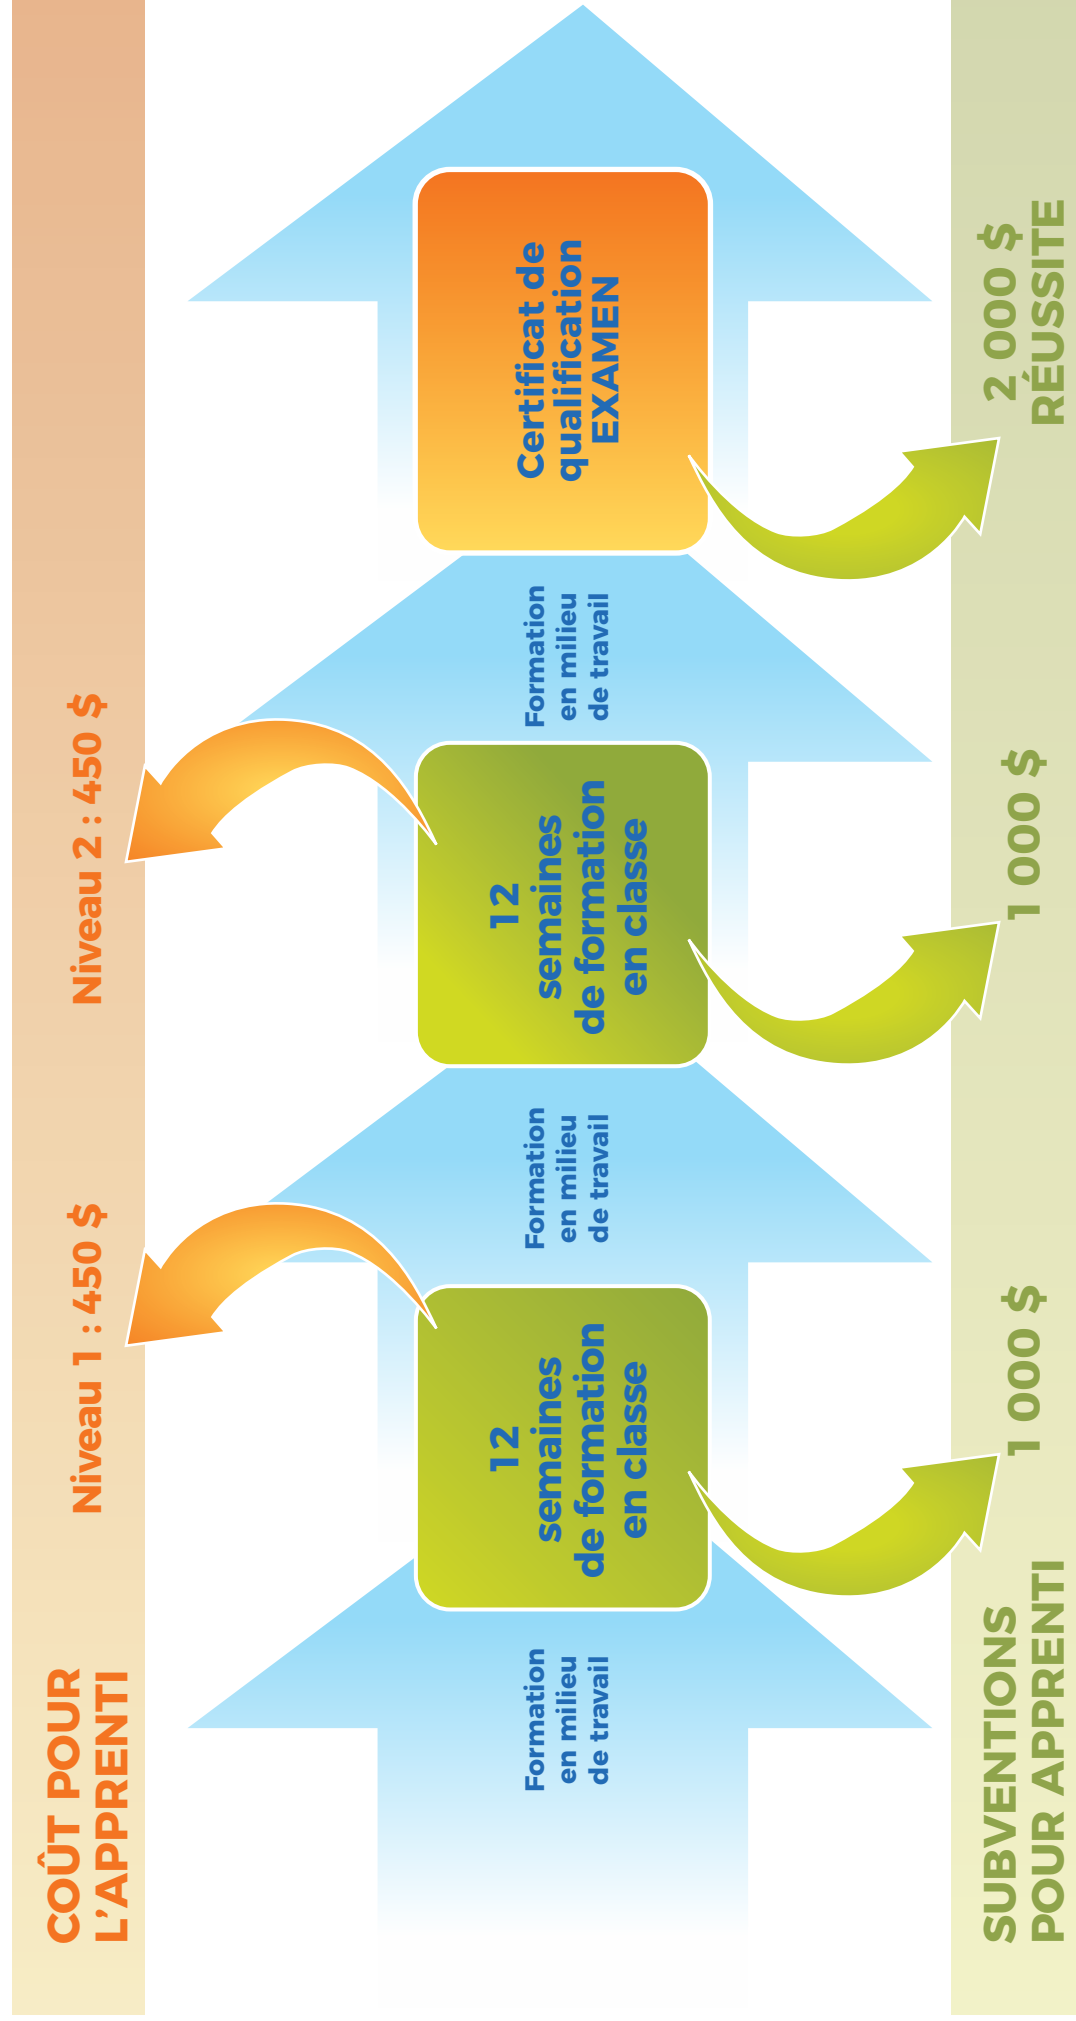 COÛT POUR
L’APPRENTI
Niveau 1 : 450 $
Niveau 2 : 450 $
Formation
en milieu
de travail
12
semaines
de formation
en classe
Formation
en milieu
de travail
12
semaines
de formation
en classe
Formation
en milieu
de travail
Certificat de
qualification
EXAMEN
SUBVENTIONS
POUR APPRENTI
1 000 $
1 000 $
2 000 $
RÉUSSITE